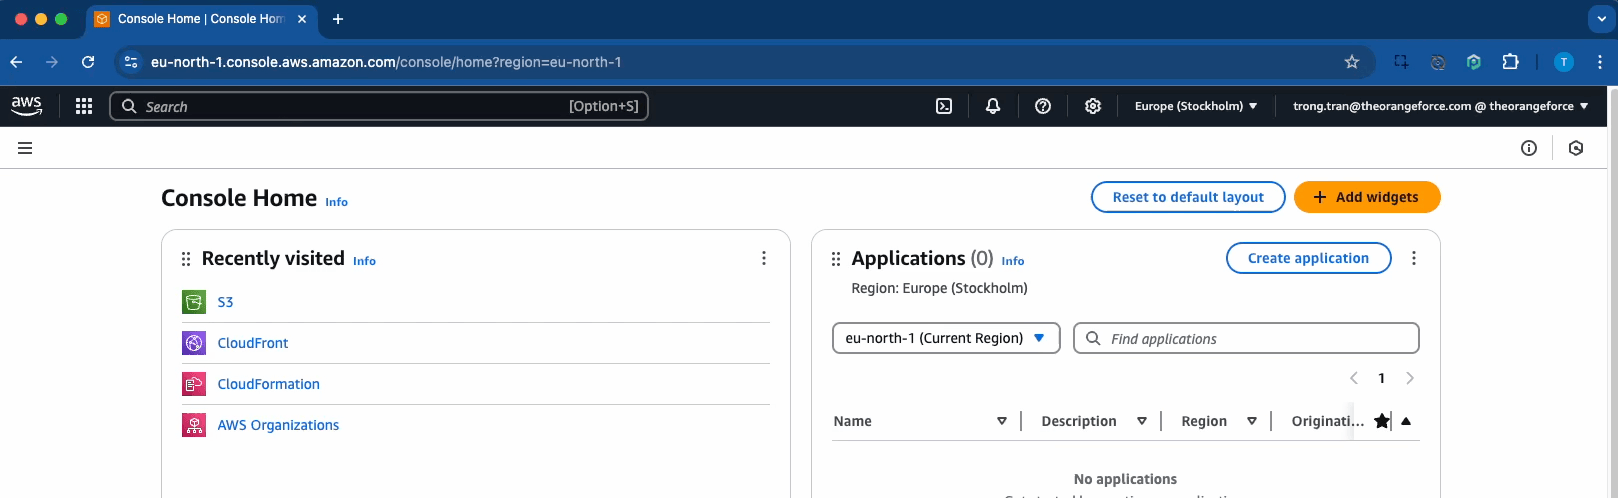 Console Home | Console Hom
eu-north-1.console.aws.amazon.com/console/home?region=eu-north-1
T
aws
Search
[Option+S]
Europe (Stockholm)
trong.tran@theorangeforce.com @ theorangeforce
Console Home Info
Reset to default layout
Add widgets
Recently visited Info
S3
CloudFront
CloudFormation
AWS Organizations
Applications (0) Info
Create application
Region: Europe (Stockholm)
eu-north-1 (Current Region)
Find applications
1
Name Description Region Originati...
No applications